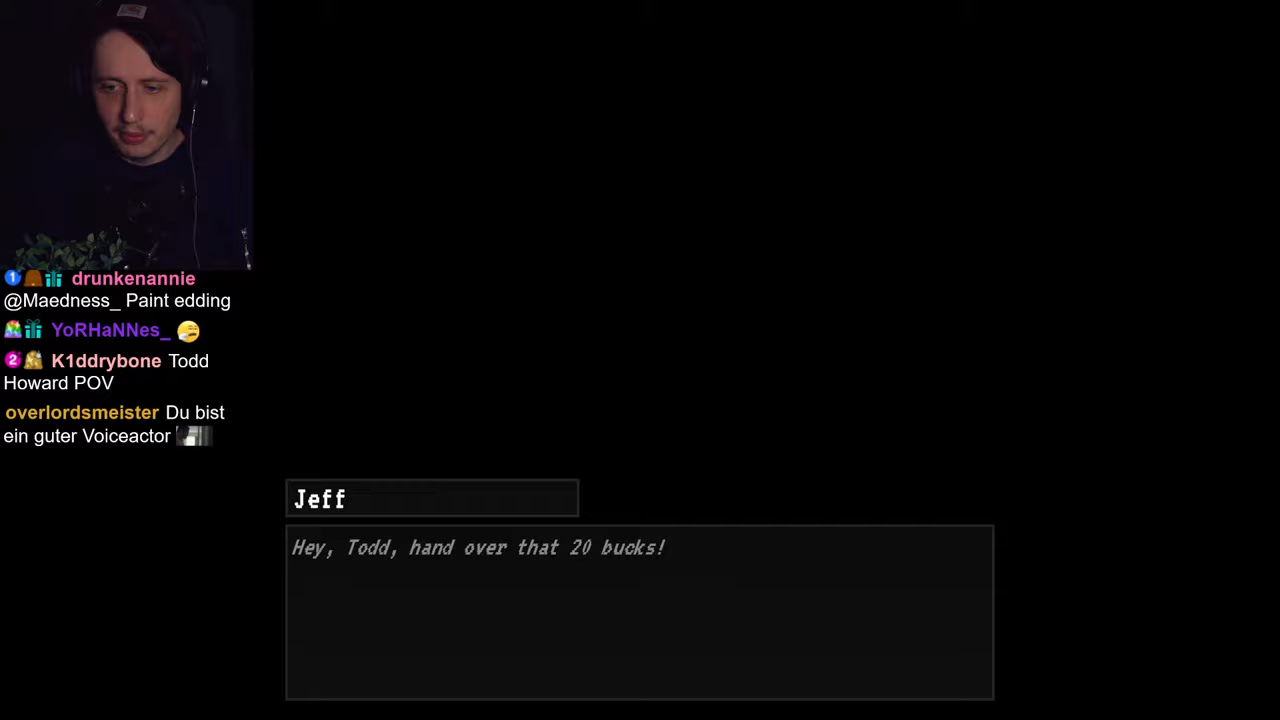 drunkenannie
@Maedness_ Paint edding
YoRHaNNes_
K1ddrybone Todd
Howard POV
overlordsmeister Du bist
ein guter Voiceactor
Jeff
Hey, Todd, hand over that 20 bucks!